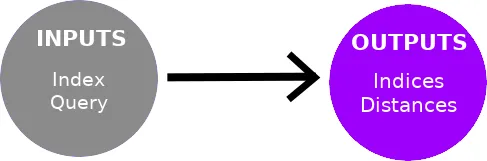 INPUTS
Index
Query
OUTPUTS
Indices
Distances